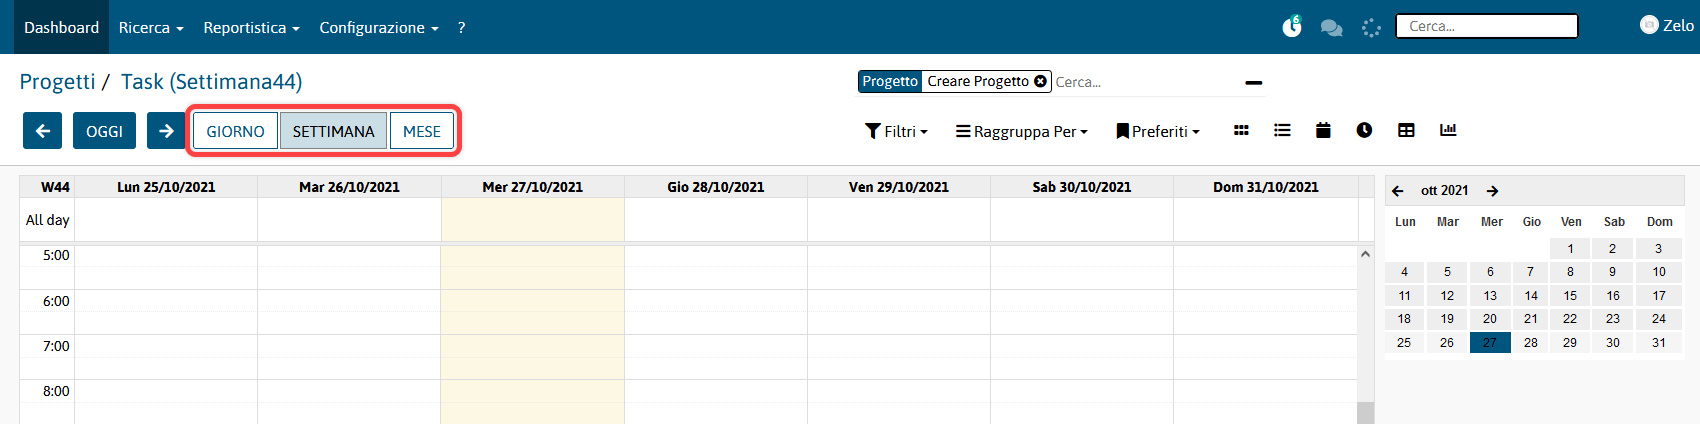 Dashboard Ricerca Reportistica Configurazione ? 6 Cerca... Zelo
Progetti / Task (Settimana44) Progetto Creare Progetto Cerca...
OGGI GIORNO SETTIMANA MESE Filtri Raggruppa Per Preferiti
W44 Lun 25/10/2021 Mar 26/10/2021 Mer 27/10/2021 Gio 28/10/2021 Ven 29/10/2021 Sab 30/10/2021 Dom 31/10/2021
All day
5:00
6:00
7:00
8:00
ott 2021
Lun Mar Mer Gio Ven Sab Dom
1 2 3
4 5 6 7 8 9 10
11 12 13 14 15 16 17
18 19 20 21 22 23 24
25 26 27 28 29 30 31